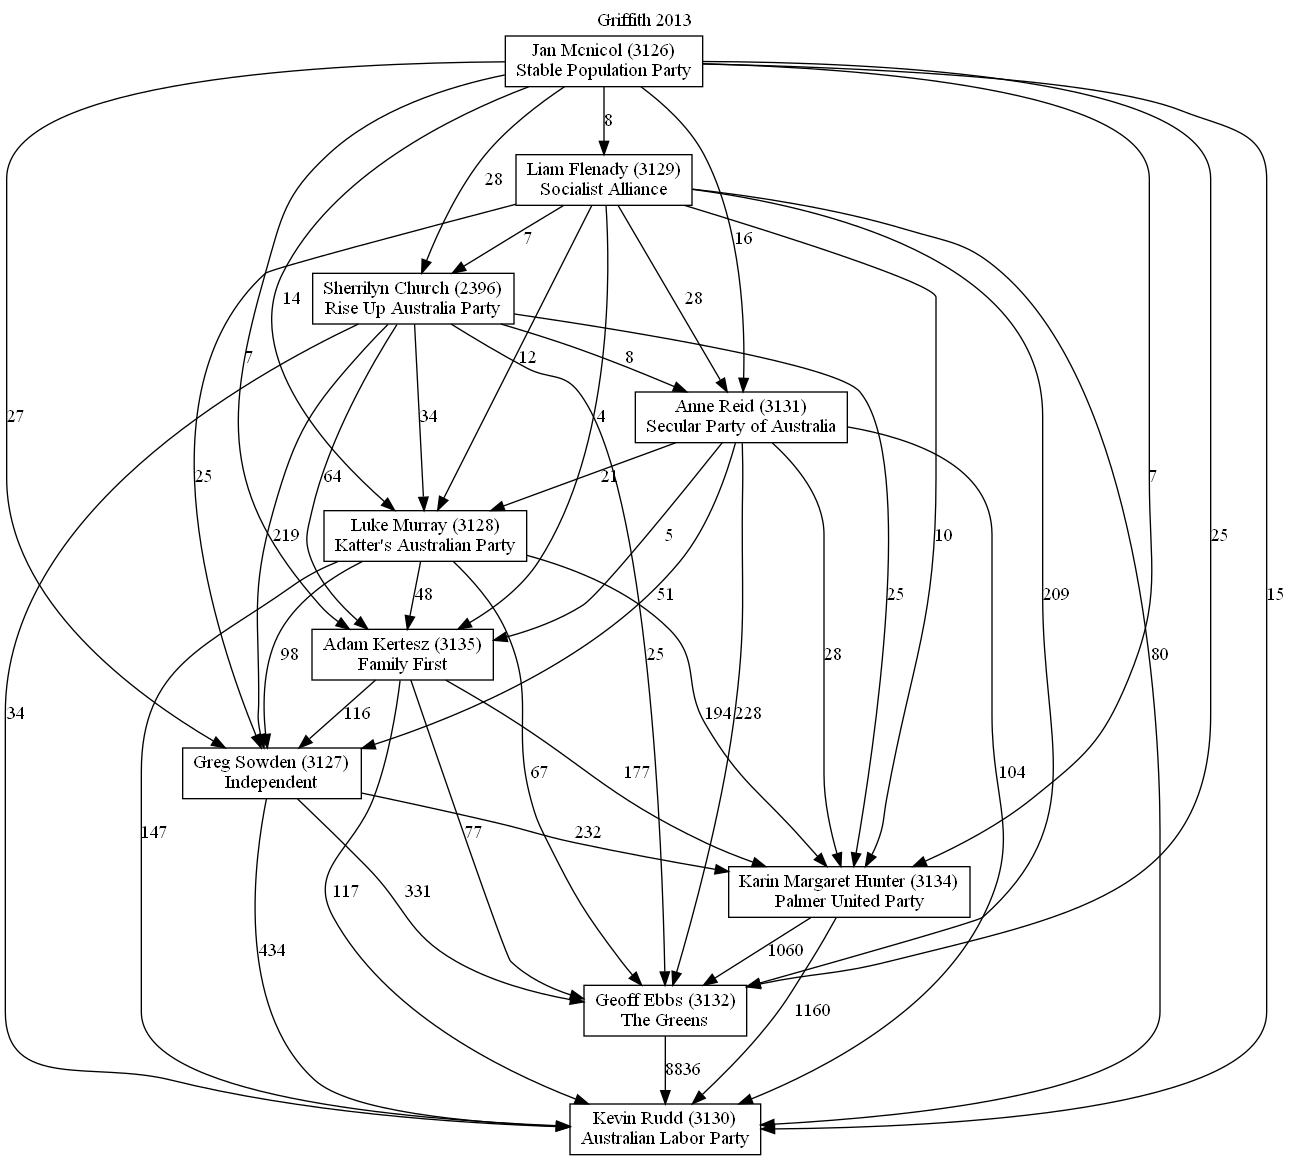 Griffith 2013
Jan Mcnicol (3126)
Stable Population Party
8
Liam Flenady (3129)
Socialist Alliance
28
7
16
Sherrilyn Church (2396)
Rise Up Australia Party
14
28
7
12
8
Anne Reid (3131)
Secular Party of Australia
27
34
4
25
64
21
7
Luke Murray (3128)
Katter's Australian Party
219
5
10
25
48
51
25
209
15
Adam Kertesz (3135)
Family First
98
25
28
80
34
116
194
228
Greg Sowden (3127)
Independent
177
67
104
147
77
232
Karin Margaret Hunter (3134)
Palmer United Party
117
331
434
1060
Geoff Ebbs (3132)
The Greens
1160
8836
Kevin Rudd (3130)
Australian Labor Party